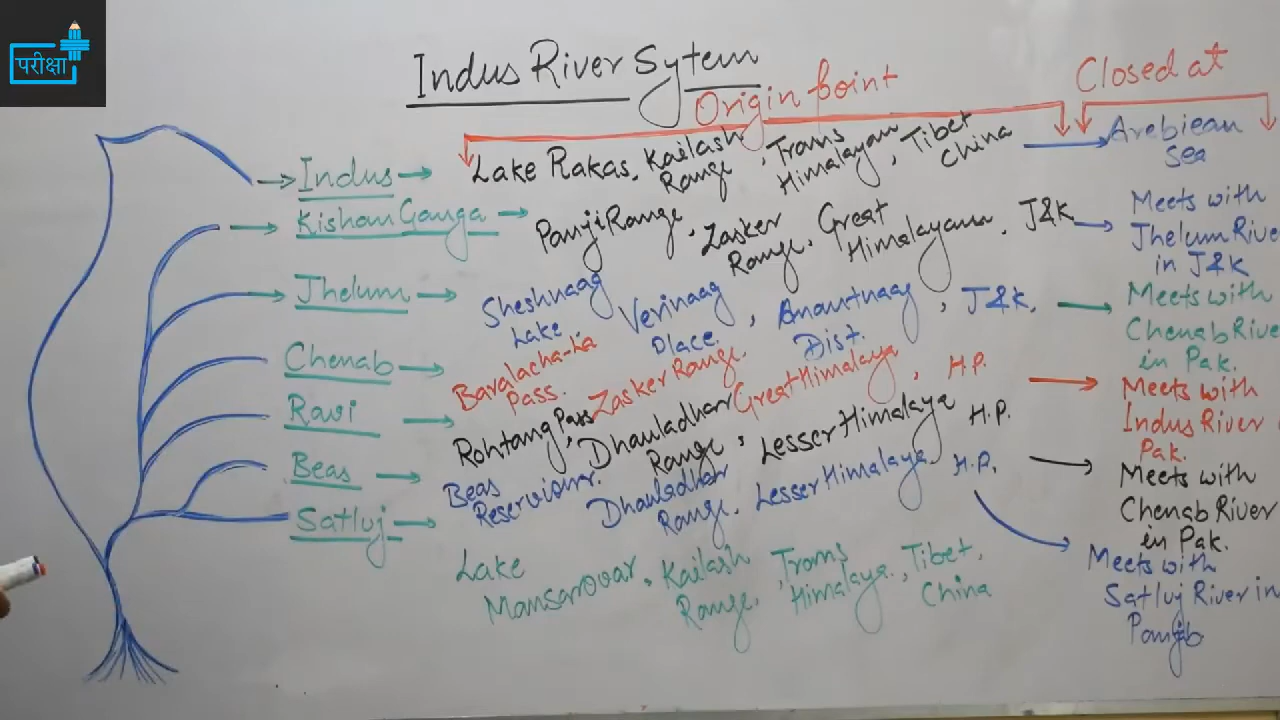 परीक्षा
Indus River Sytem
Origin point
Closed at
Indus
Lake Rakas, Kailash Range, Trans Himalayan, Tibet China
Arabiean Sea
Kishan Ganga
Panji Range, Zasker Range, Great Himalayana, J&K
Meets with
Jhelum River
in J&K
Jhelum
Sheshnaag Lake, Verinaag Place, Anantnaag Dist., J&K,
Meets with
Chenab River
in Pak.
Chenab
Baralacha-La Pass. Zasker Range, Great Himalaya, H.P.
Meets with
Indus River
Pak.
Ravi
Rohtang Pass, Dhauladhar Range, Lesser Himalaya H.P.
Meets with
Chenab River
in Pak.
Beas
Beas Reserviour. Dhauladhar Range, Lesser Himalaya, H.P.
Meets with
Satluj River in
Panjb
Satluj
Lake Mansarovar, Kailash Range, Trans Himalaya, Tibet, China